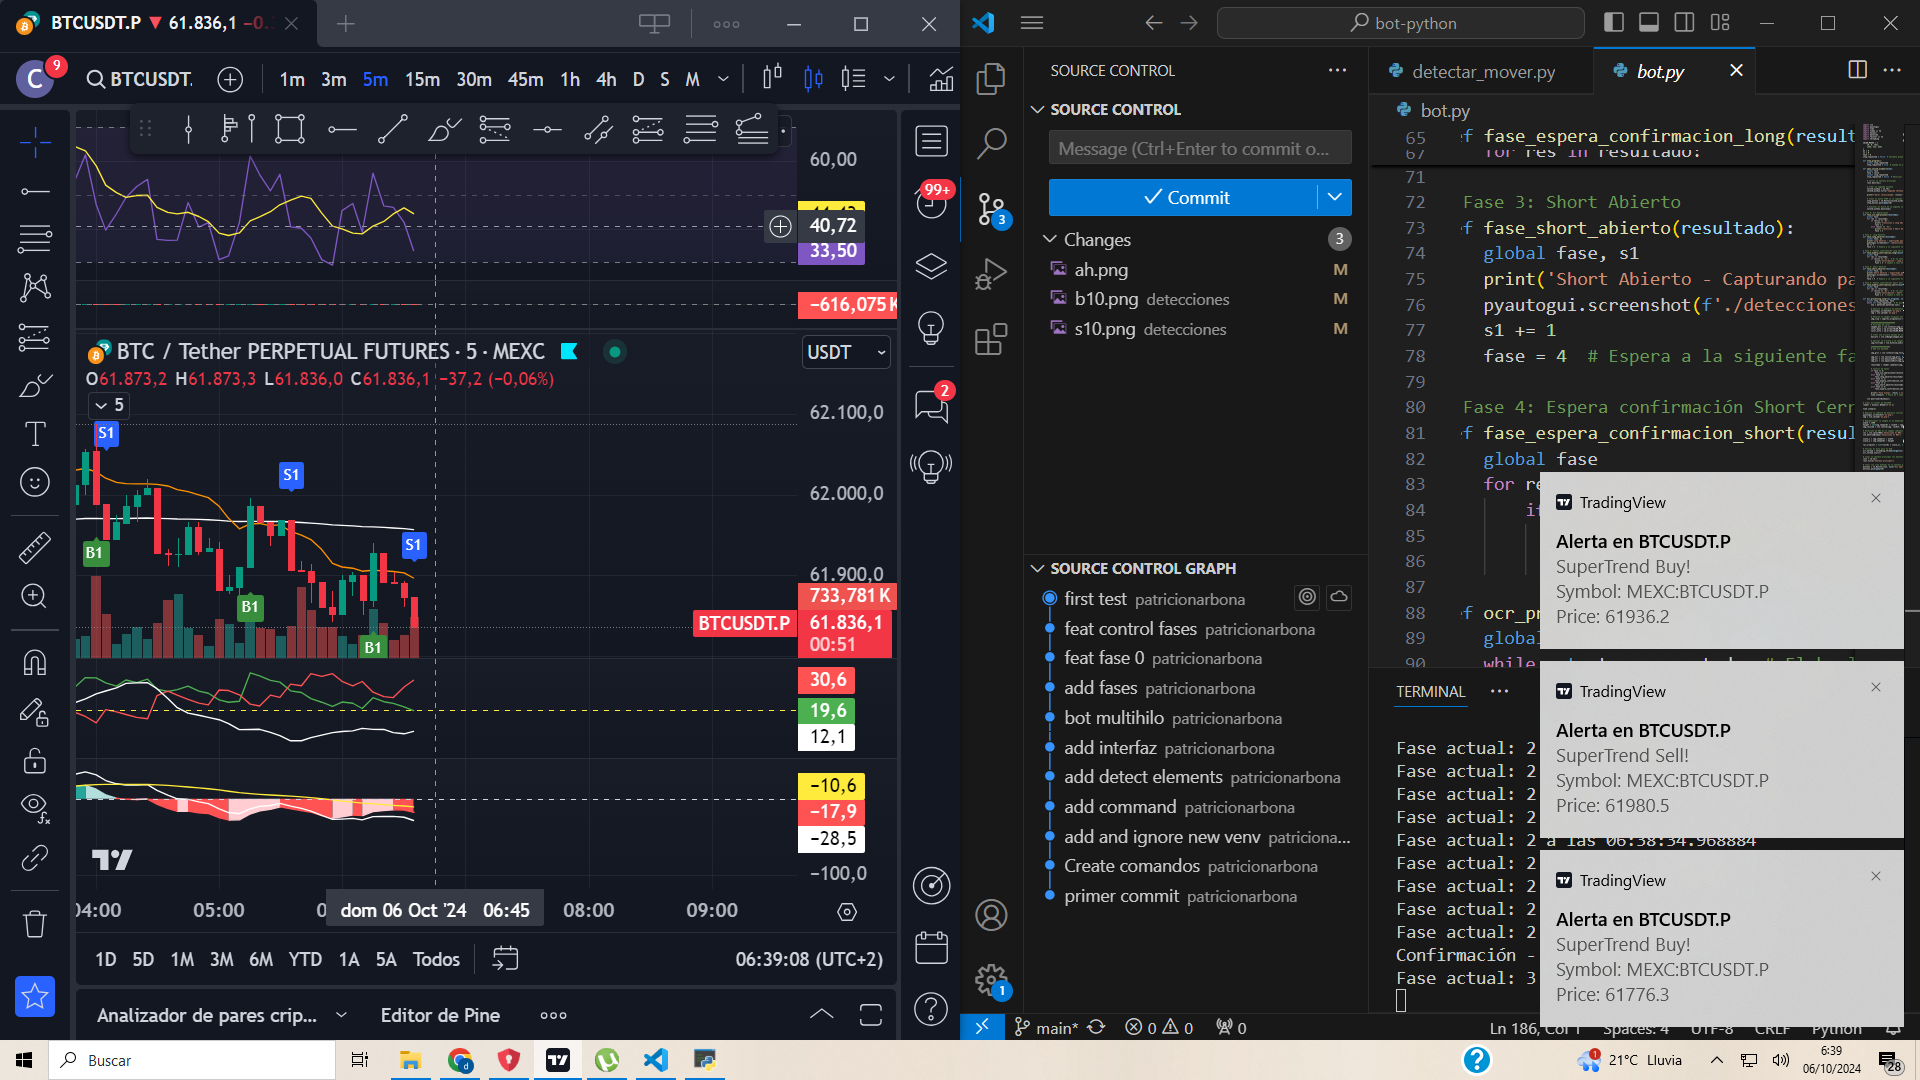 BTCUSDT.P ▼ 61.836,1 −0.
C
9
BTCUSDT.
1m 3m 5m 15m 30m 45m 1h 4h D S M
60,00
40,72
33,50
−616,075 K
99+
BTC / Tether PERPETUAL FUTURES · 5 · MEXC
USDT
O61.873,2 H61.873,3 L61.836,0 C61.836,1 −37,2 (−0,06%)
5
2
62.100,0
S1
S1
62.000,0
S1
B1
61.900,0
733,781 K
B1
BTCUSDT.P
61.836,1
00:51
B1
30,6
19,6
12,1
−10,6
−17,9
−28,5
−100,0
04:00 05:00 dom 06 Oct '24 06:45 08:00 09:00
1D 5D 1M 3M 6M YTD 1A 5A Todos
06:39:08 (UTC+2)
Analizador de pares crip...
Editor de Pine
bot-python
SOURCE CONTROL
SOURCE CONTROL
Message (Ctrl+Enter to commit o...
Commit
3
Changes 3
ah.png M
b10.png detecciones M
s10.png detecciones M
SOURCE CONTROL GRAPH
first test patricionarbona
feat control fases patricionarbona
feat fase 0 patricionarbona
add fases patricionarbona
bot multihilo patricionarbona
add interfaz patricionarbona
add detect elements patricionarbona
add command patricionarbona
add and ignore new venv patriciona...
Create comandos patricionarbona
primer commit patricionarbona
1
detectar_mover.py
bot.py
bot.py
65 f fase_espera_confirmacion_long(result
67 for res in resultado:
71
72 Fase 3: Short Abierto
73 f fase_short_abierto(resultado):
74 global fase, s1
75 print('Short Abierto - Capturando pa
76 pyautogui.screenshot(f'./detecciones
77 s1 += 1
78 fase = 4 # Espera a la siguiente fa
79
80 Fase 4: Espera confirmación Short Cerr
81 f fase_espera_confirmacion_short(resul
82 global fase
83 for re
84 if
85
86
87
88 f ocr_pr
89 global
90 while
TERMINAL
Fase actual: 2
Fase actual: 2
Fase actual: 2
Fase actual: 2
Fase actual: 2 a las 06:38:34.968884
Fase actual: 2
Fase actual: 2
Fase actual: 2
Fase actual: 2
Confirmación -
Fase actual: 3
TradingView
Alerta en BTCUSDT.P
SuperTrend Buy!
Symbol: MEXC:BTCUSDT.P
Price: 61936.2
TradingView
Alerta en BTCUSDT.P
SuperTrend Sell!
Symbol: MEXC:BTCUSDT.P
Price: 61980.5
TradingView
Alerta en BTCUSDT.P
SuperTrend Buy!
Symbol: MEXC:BTCUSDT.P
Price: 61776.3
main* 0 0 0
Ln 186, Col 1 Spaces: 4 UTF-8 CRLF Python
Buscar
1
21°C Lluvia
6:39
06/10/2024
28